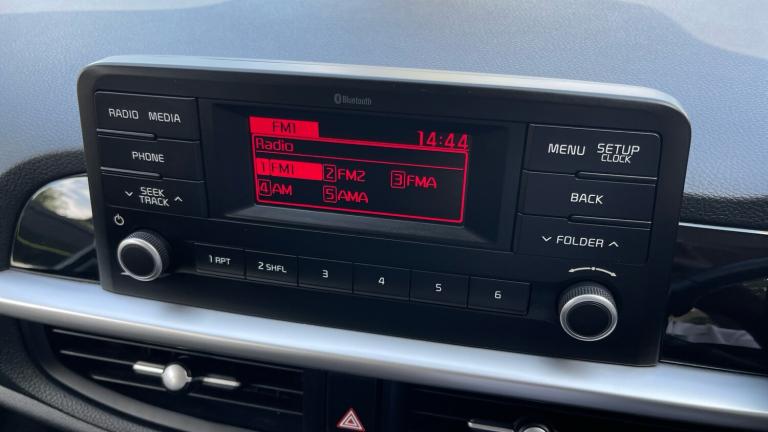 Bluetooth
RADIO MEDIA
PHONE
SEEK
TRACK
FM1
14:44
Radio
1 FM1 2 FM2 3 FMA
4 AM 5 AMA
MENU SETUP
CLOCK
BACK
FOLDER
1 RPT 2 SHFL 3 4 5 6